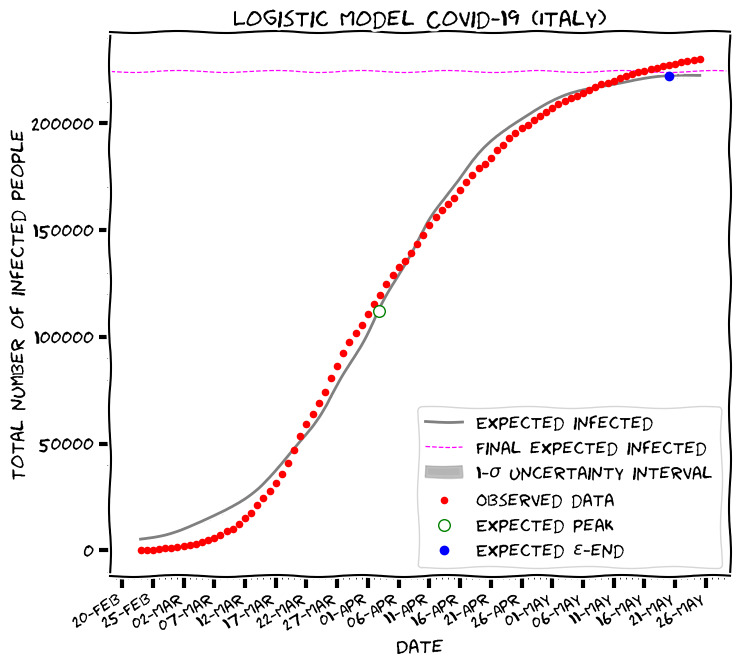 LOGISTIC MODEL COVID-19 (ITALY)
TOTAL NUMBER OF INFECTED PEOPLE
200000
150000
100000
50000
0
EXPECTED INFECTED
FINAL EXPECTED INFECTED
1-σ UNCERTAINTY INTERVAL
OBSERVED DATA
EXPECTED PEAK
EXPECTED ε-END
20-FEB
25-FEB
02-MAR
07-MAR
12-MAR
17-MAR
22-MAR
27-MAR
01-APR
06-APR
11-APR
16-APR
21-APR
26-APR
01-MAY
06-MAY
11-MAY
16-MAY
21-MAY
26-MAY
DATE